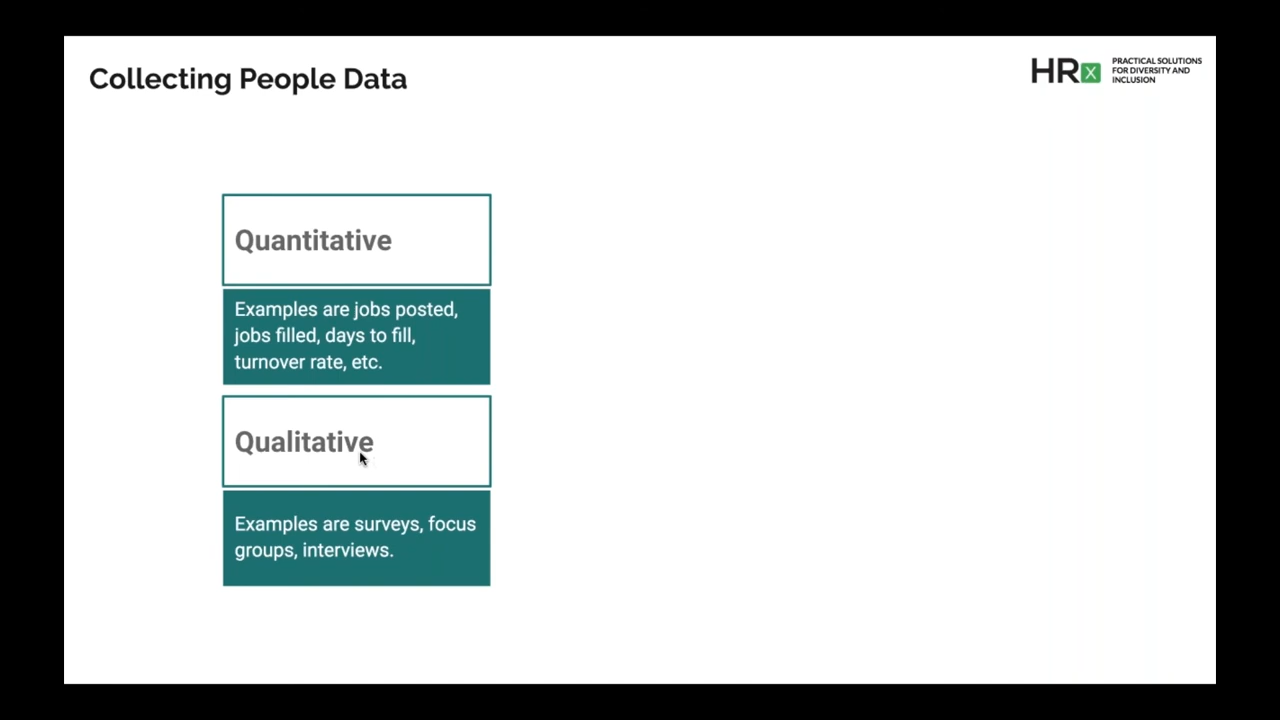 Collecting People Data
HRx
PRACTICAL SOLUTIONS
FOR DIVERSITY AND
INCLUSION
Quantitative
Examples are jobs posted,
jobs filled, days to fill,
turnover rate, etc.
Qualitative
Examples are surveys, focus
groups, interviews.